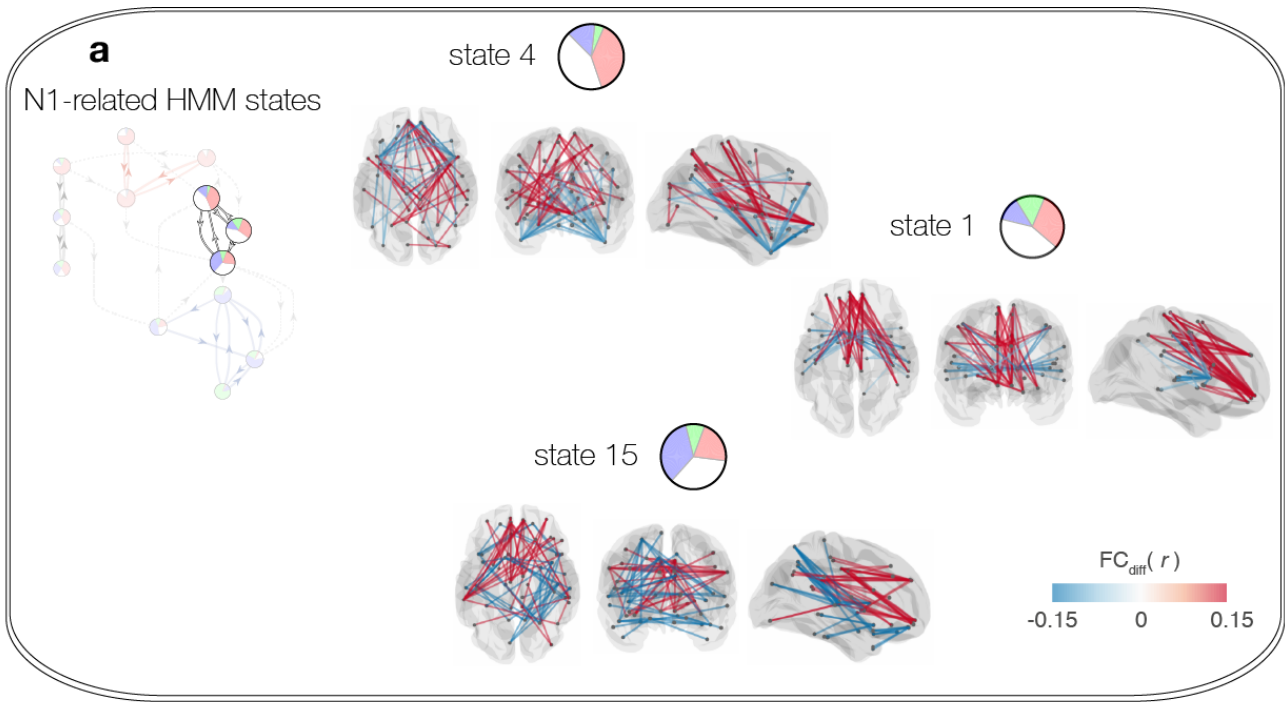 a
N1-related HMM states
state 4
state 1
state 15
FCdiff( r )
-0.15 0 0.15